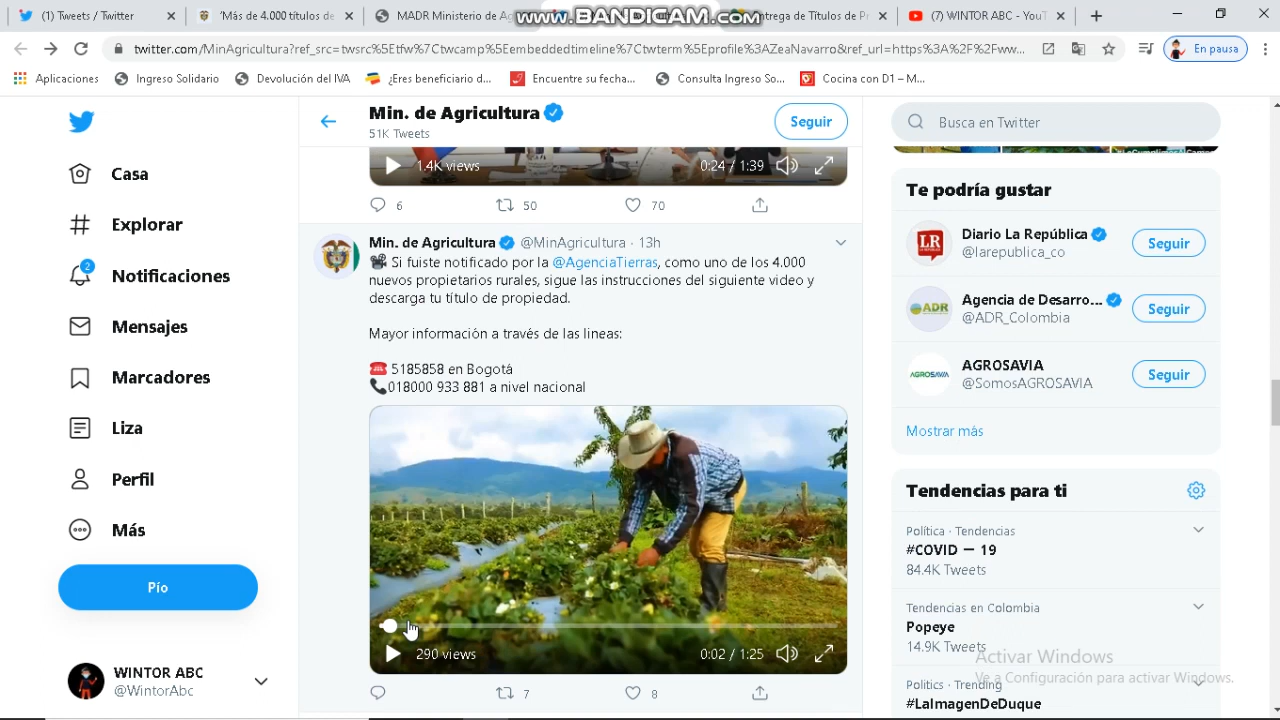 (1) Tweets / Twitter
'Más de 4.000 títulos de
MADR Ministerio de Ag
ntrega de Títulos de Pr
(7) WINTOR ABC - YouT
www.BANDICAM.com
twitter.com/MinAgricultura?ref_src=twsrc%5Etfw%7Ctwcamp%5Eembeddedtimeline%7Ctwterm%5Eprofile%3AZeaNavarro&ref_url=https%3A%2F%2Fww...
En pausa
Aplicaciones
Ingreso Solidario
Devolución del IVA
¿Eres beneficiario d...
Encuentre su fecha...
Consulta Ingreso So...
Cocina con D1 – M...
Casa
Explorar
2
Notificaciones
Mensajes
Marcadores
Liza
Perfil
Más
Pío
WINTOR ABC
@WintorAbc
Min. de Agricultura
51K Tweets
Seguir
1.4K views
0:24 / 1:39
6
50
70
Min. de Agricultura @MinAgricultura · 13h
Si fuiste notificado por la @AgenciaTierras, como uno de los 4.000
nuevos propietarios rurales, sigue las instrucciones del siguiente video y
descarga tu título de propiedad.
Mayor información a través de las lineas:
☎️ 5185858 en Bogotá
📞018000 933 881 a nivel nacional
290 views
0:02 / 1:25
7
8
Busca en Twitter
Te podría gustar
LR
Diario La República
@larepublica_co
Seguir
ADR
Agencia de Desarro...
@ADR_Colombia
Seguir
AGROSAVIA
AGROSAVIA
@SomosAGROSAVIA
Seguir
Mostrar más
Tendencias para ti
Política · Tendencias
#COVID — 19
84.4K Tweets
Tendencias en Colombia
Popeye
14.9K Tweets
Politics · Trending
#LaImagenDeDuque
Activar Windows
Ve a Configuración para activar Windows.